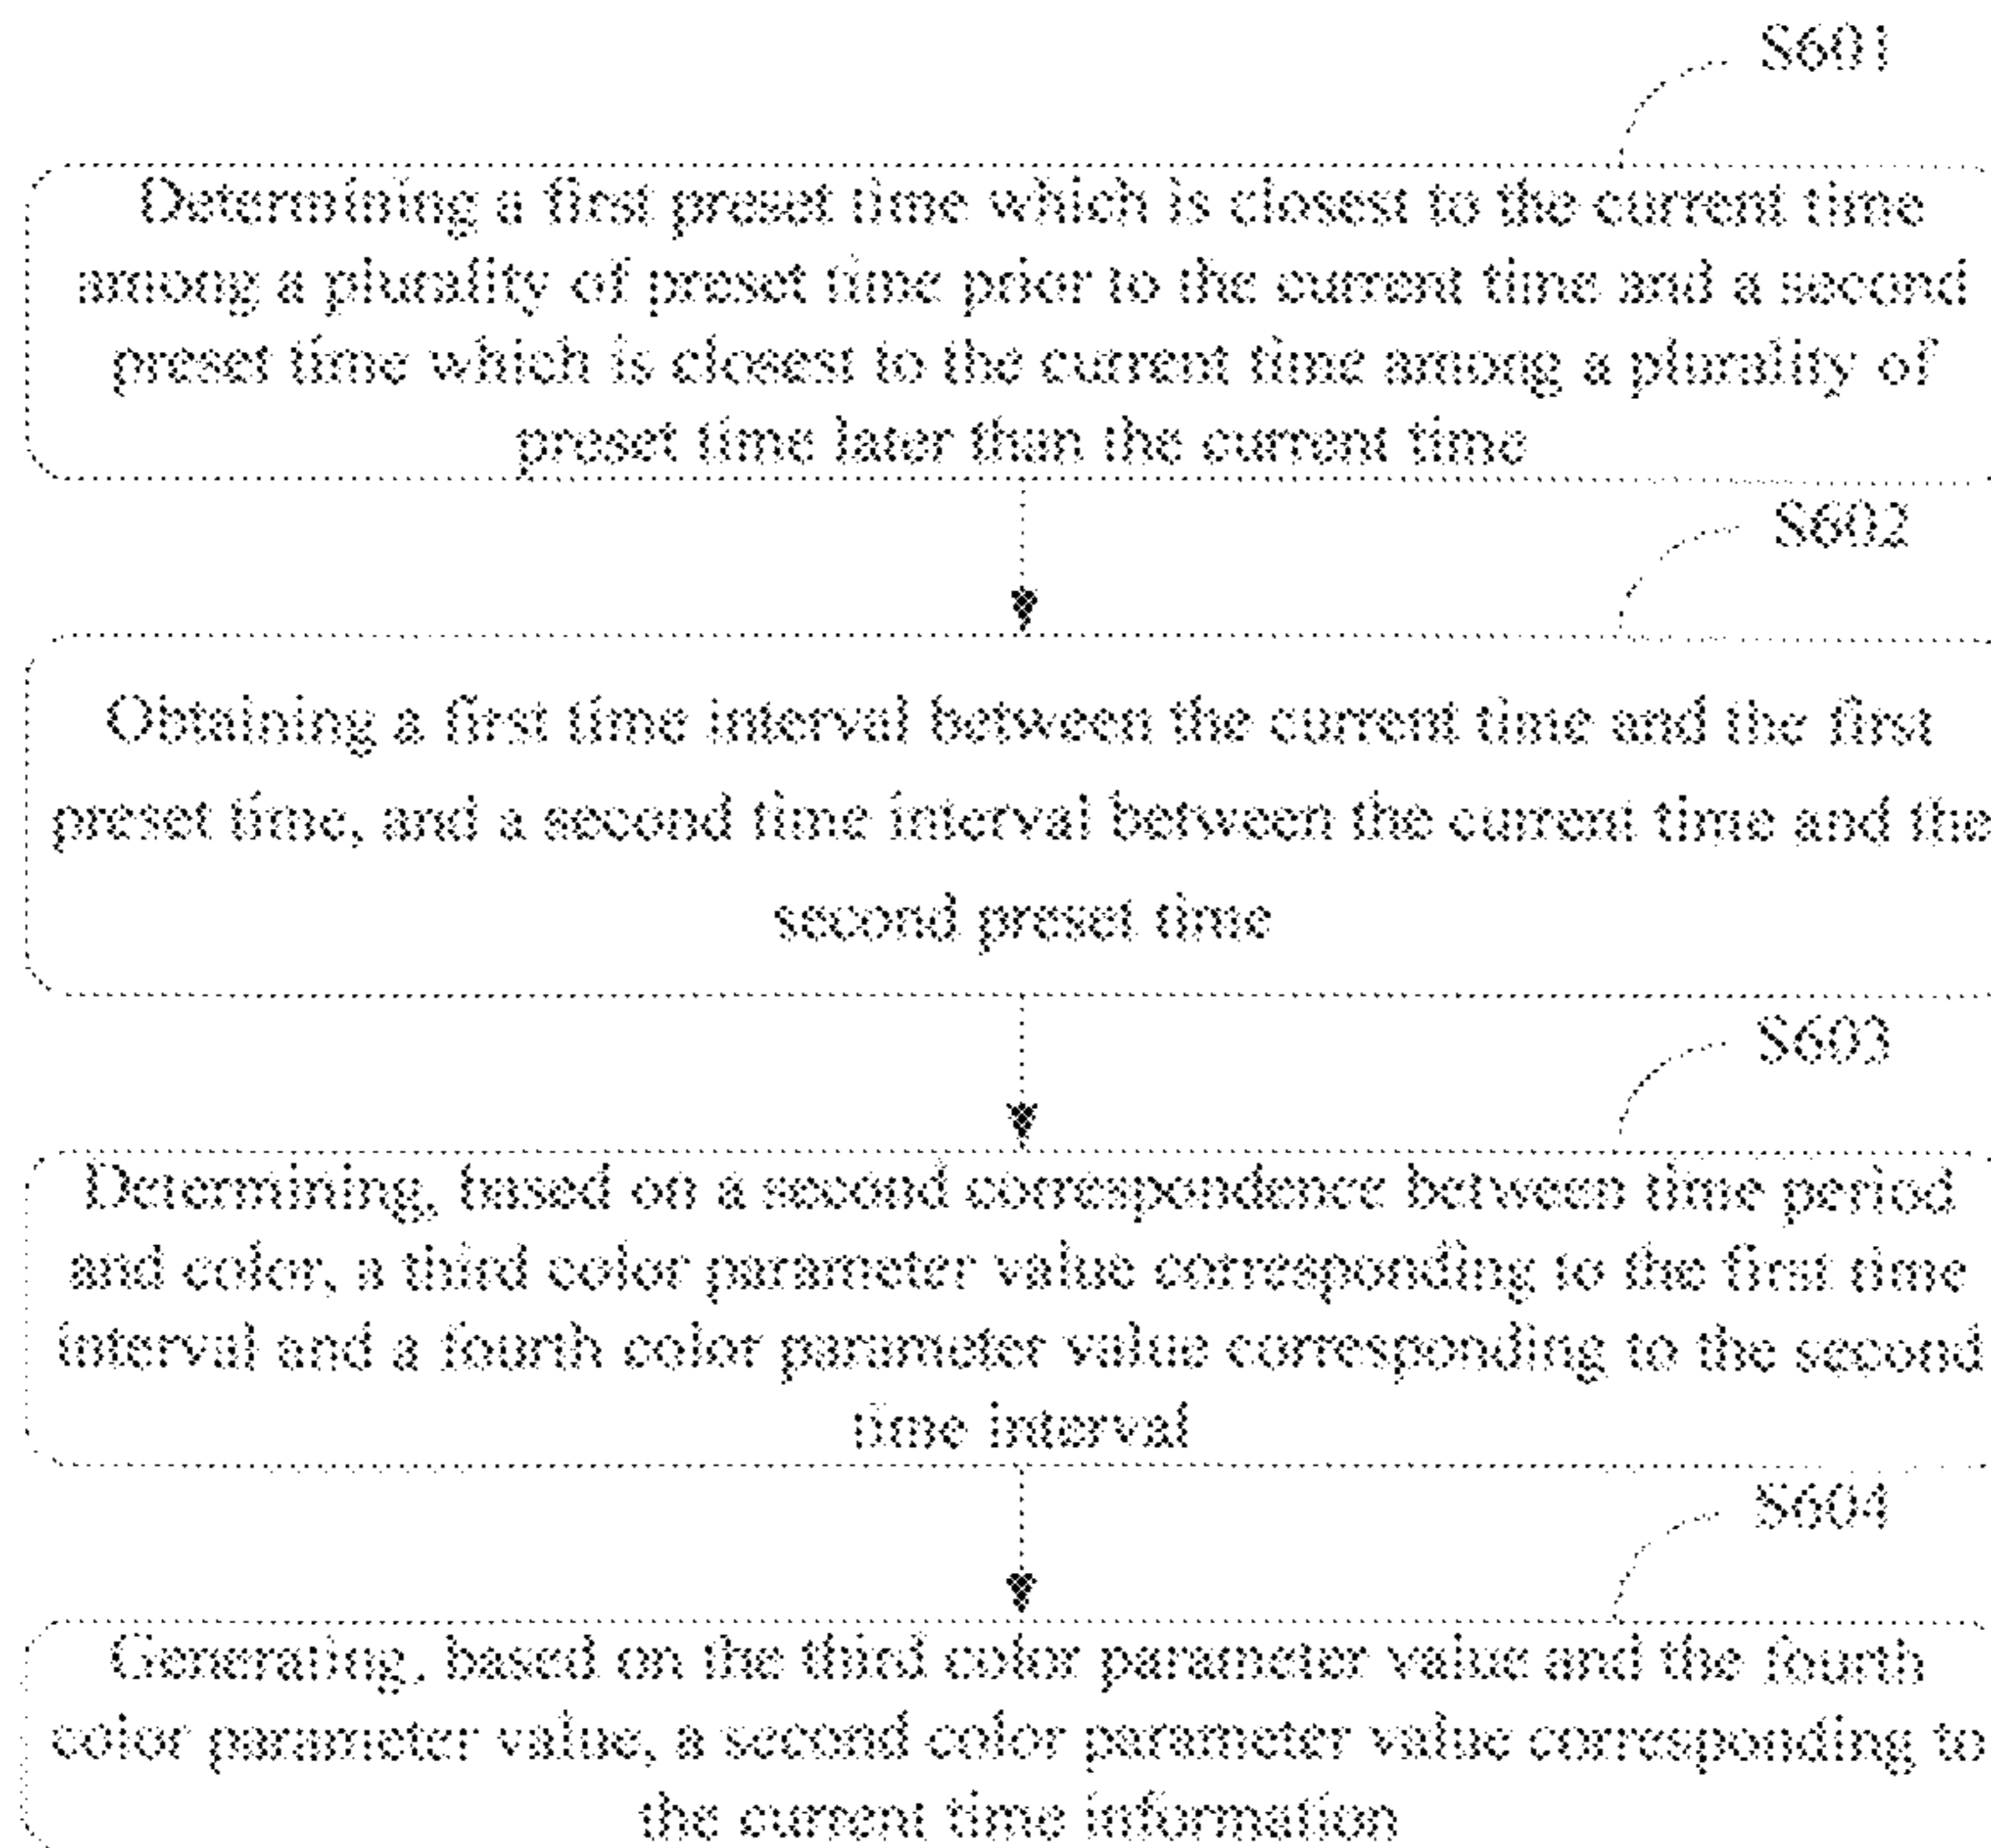 S601
Determining a first preset time which is closest to the current time
among a plurality of preset time prior to the current time and a second
preset time which is closest to the current time among a plurality of
preset time later than the current time
S602
Obtaining a first time interval between the current time and the first
preset time, and a second time interval between the current time and the
second preset time
S603
Determining, based on a second correspondence between time period
and color, a third color parameter value corresponding to the first time
interval and a fourth color parameter value corresponding to the second
time interval
S604
Generating, based on the third color parameter value and the fourth
color parameter value, a second color parameter value corresponding to
the current time information